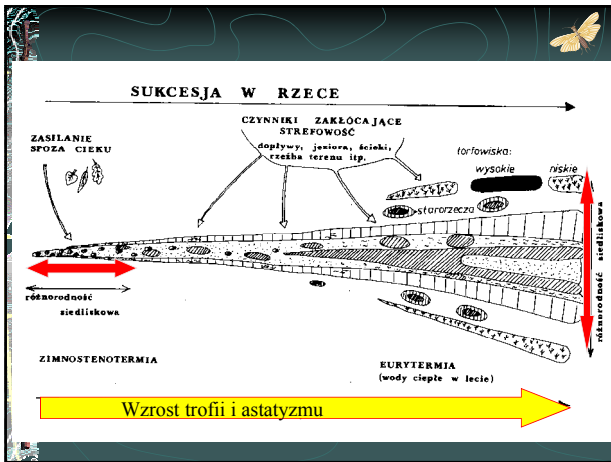 SUKCESJA W RZECE
CZYNNIKI ZAKŁÓCAJĄCE
STREFOWOŚĆ
dopływy, jeziora, ścieki,
rzeźba terenu itp.
ZASILANIE
SPOZA CIEKU
torfowiska:
wysokie niskie
starorzecza
różnorodność siedliskowa
różnorodność
siedliskowa
ZIMNOSTENOTERMIA
EURYTERMIA
(wody ciepłe w lecie)
Wzrost trofii i astatyzmu